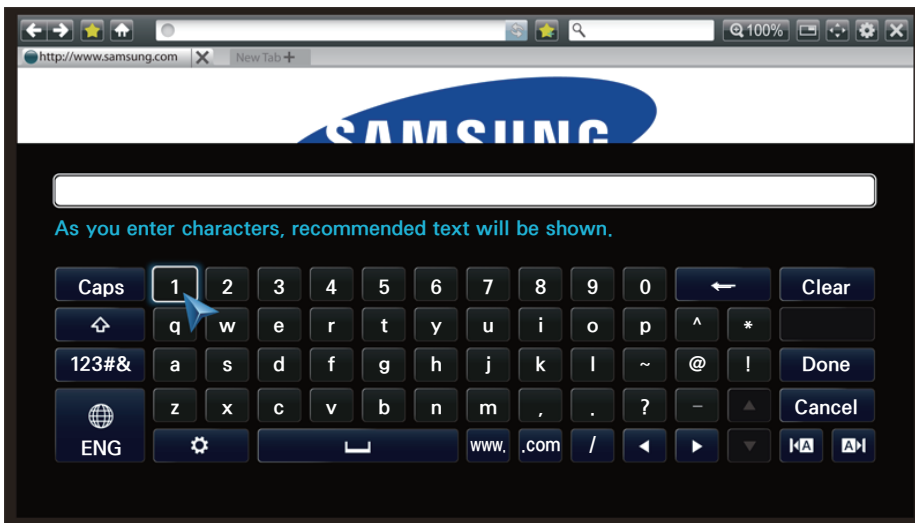 100%
http://www.samsung.com New Tab +
SAMSUNG
As you enter characters, recommended text will be shown.
Caps 1 2 3 4 5 6 7 8 9 0 ← Clear
q w e r t y u i o p ^ *
123#& a s d f g h j k l ~ @ ! Done
z x c v b n m , . ? - ▲ Cancel
ENG www. .com / ◀ ▶ ▼ A A